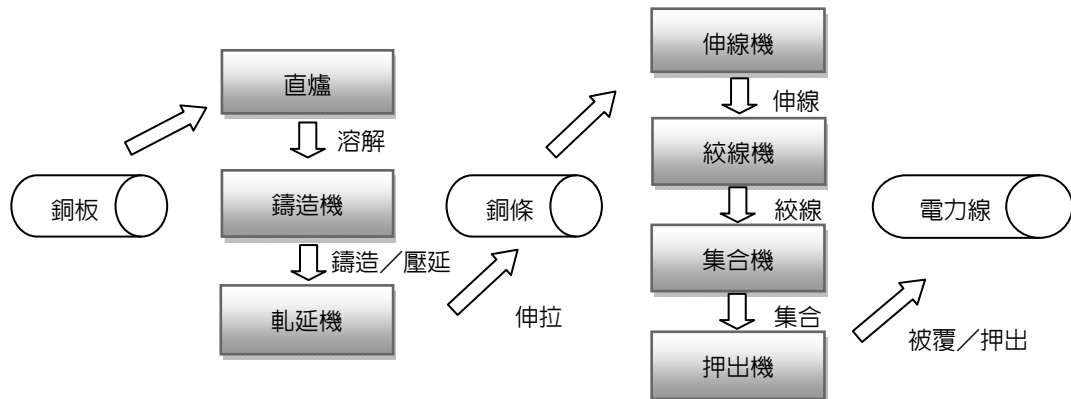 銅板
直爐
溶解
鑄造機
鑄造／壓延
軋延機
伸拉
銅條
伸線機
伸線
絞線機
絞線
集合機
集合
押出機
被覆／押出
電力線